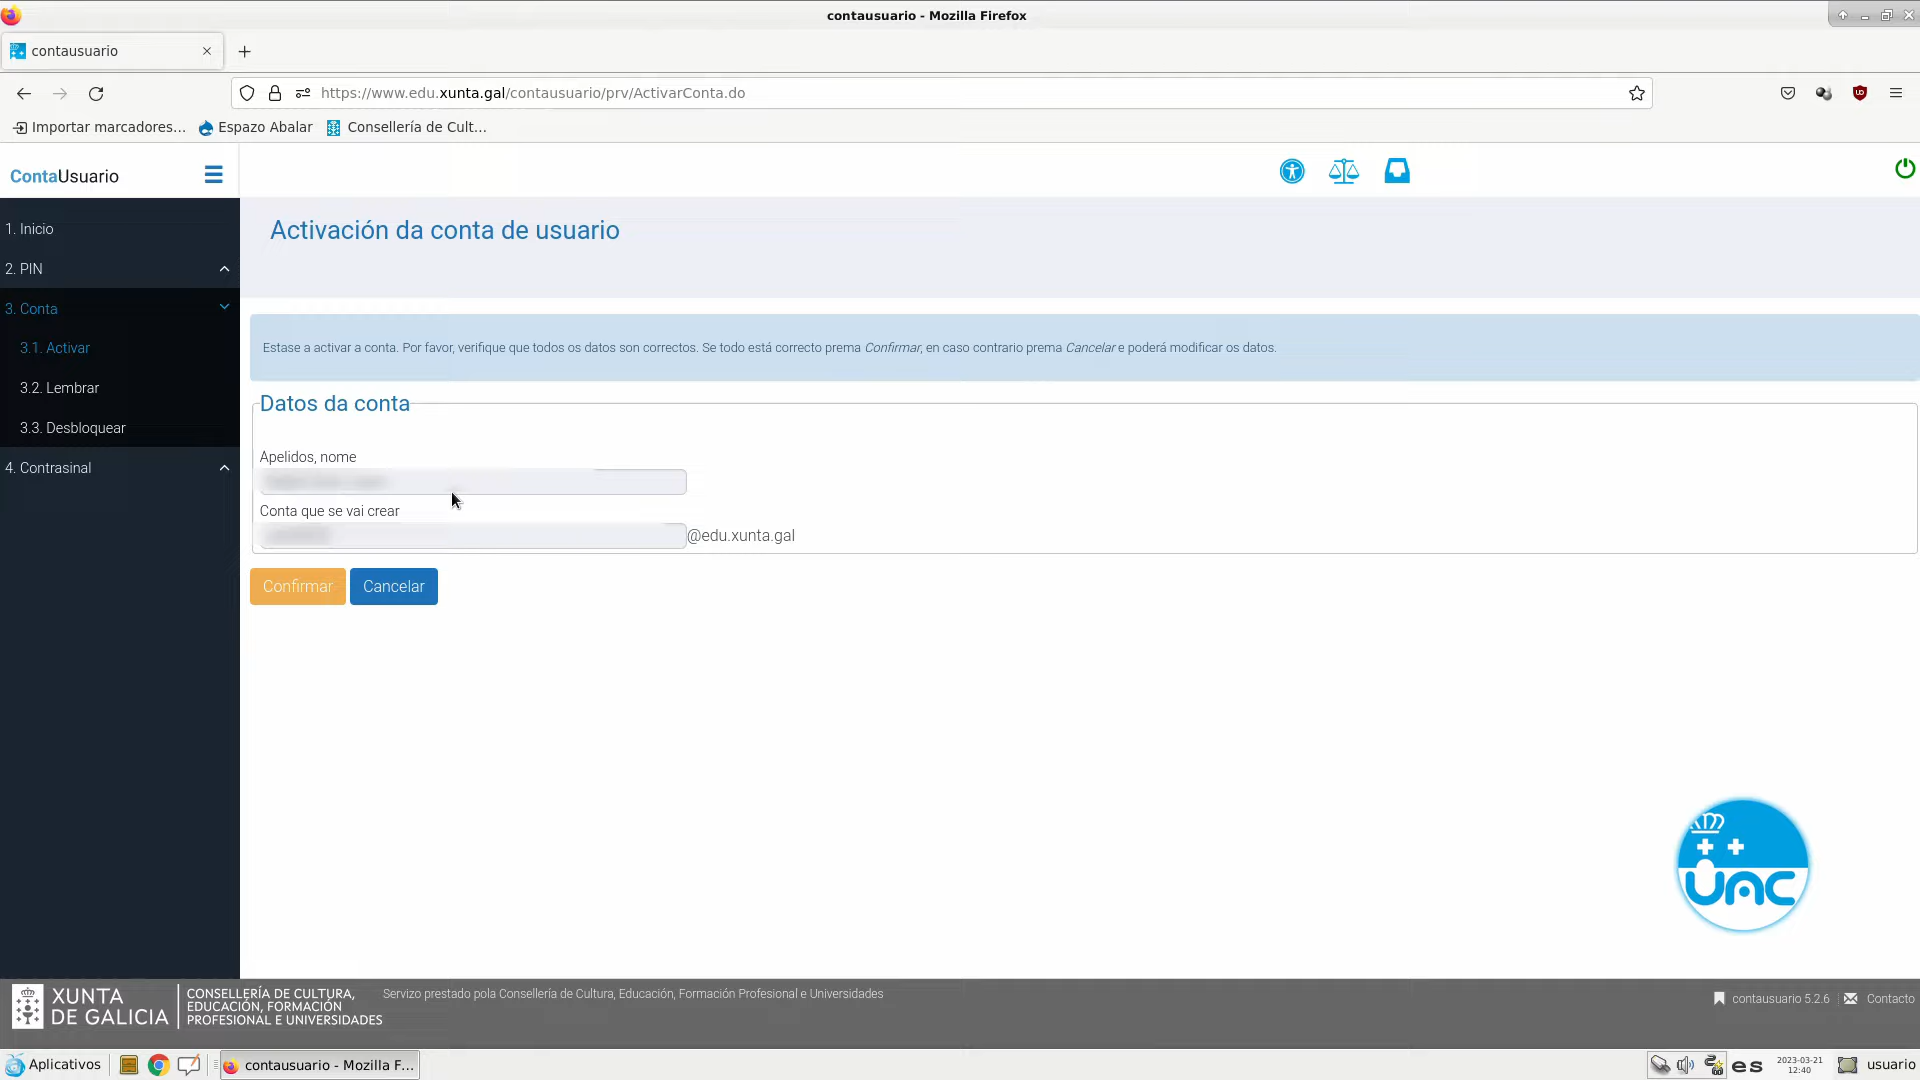 contausuario - Mozilla Firefox
contausuario
https://www.edu.xunta.gal/contausuario/prv/ActivarConta.do
Importar marcadores...
Espazo Abalar
Consellería de Cult...
ContaUsuario
1. Inicio
2. PIN
3. Conta
3.1. Activar
3.2. Lembrar
3.3. Desbloquear
4. Contrasinal
Activación da conta de usuario
Estase a activar a conta. Por favor, verifique que todos os datos son correctos. Se todo está correcto prema Confirmar, en caso contrario prema Cancelar e poderá modificar os datos.
Datos da conta
Apelidos, nome
Conta que se vai crear
@edu.xunta.gal
Confirmar
Cancelar
UAC
XUNTA
DE GALICIA
CONSELLERÍA DE CULTURA,
EDUCACIÓN, FORMACIÓN
PROFESIONAL E UNIVERSIDADES
Servizo prestado pola Consellería de Cultura, Educación, Formación Profesional e Universidades
contausuario 5.2.6
Contacto
Aplicativos
contausuario - Mozilla F...
es
2023-03-21
12:40
usuario